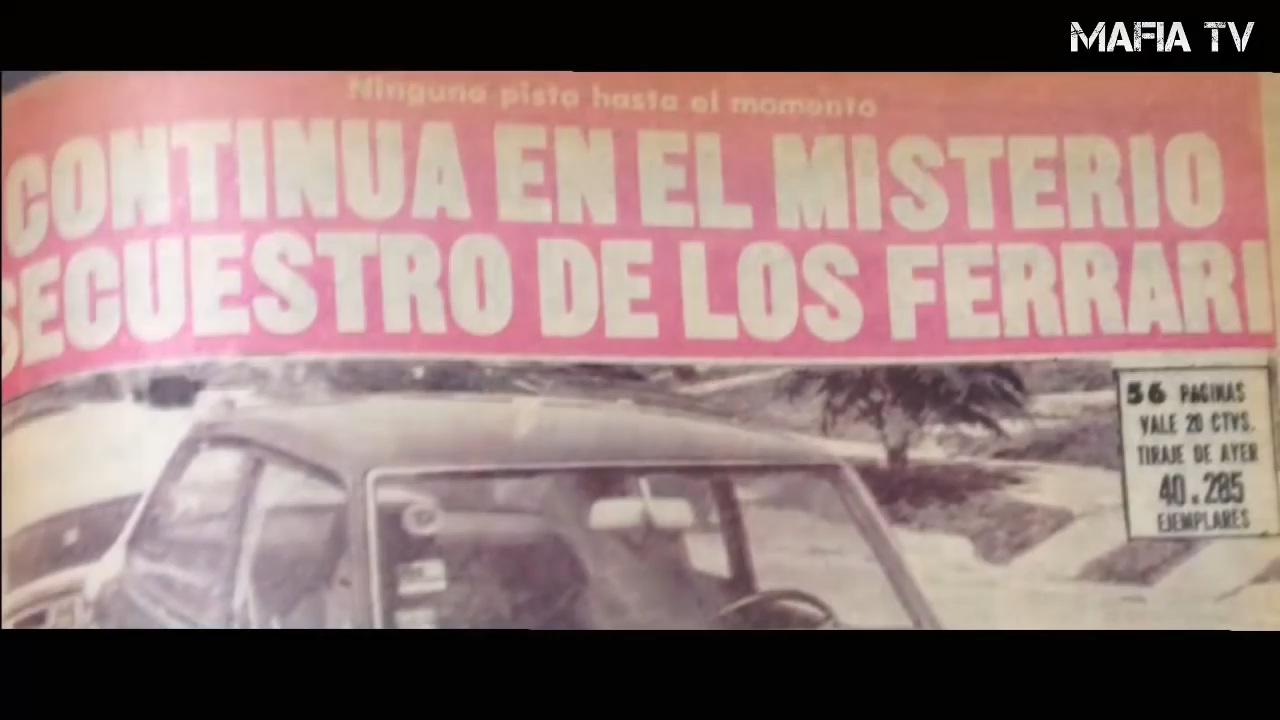 MAFIA TV
Ninguna pista hasta el momento
CONTINUA EN EL MISTERIO
SECUESTRO DE LOS FERRARI
56 PAGINAS
VALE 20 CTVS.
TIRAJE DE AYER
40.285
EJEMPLARES